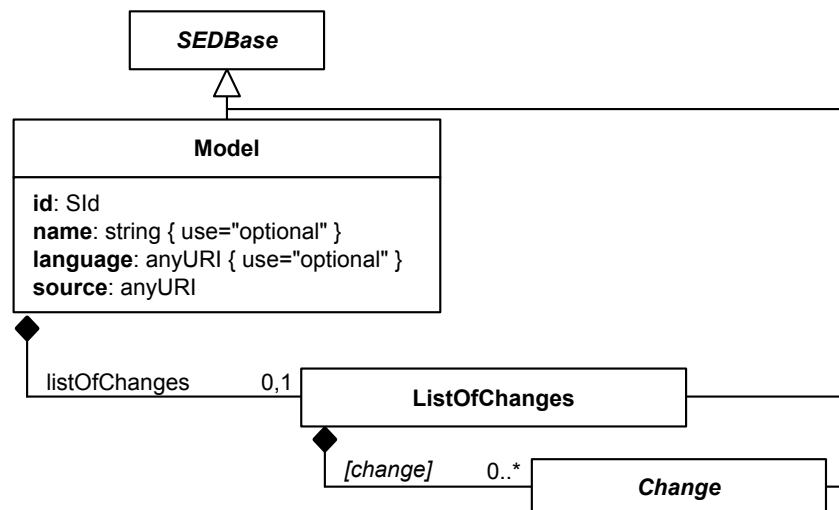 SEDBase
Model
id: SId
name: string { use="optional" }
language: anyURI { use="optional" }
source: anyURI
listOfChanges 0,1
ListOfChanges
[change] 0..*
Change